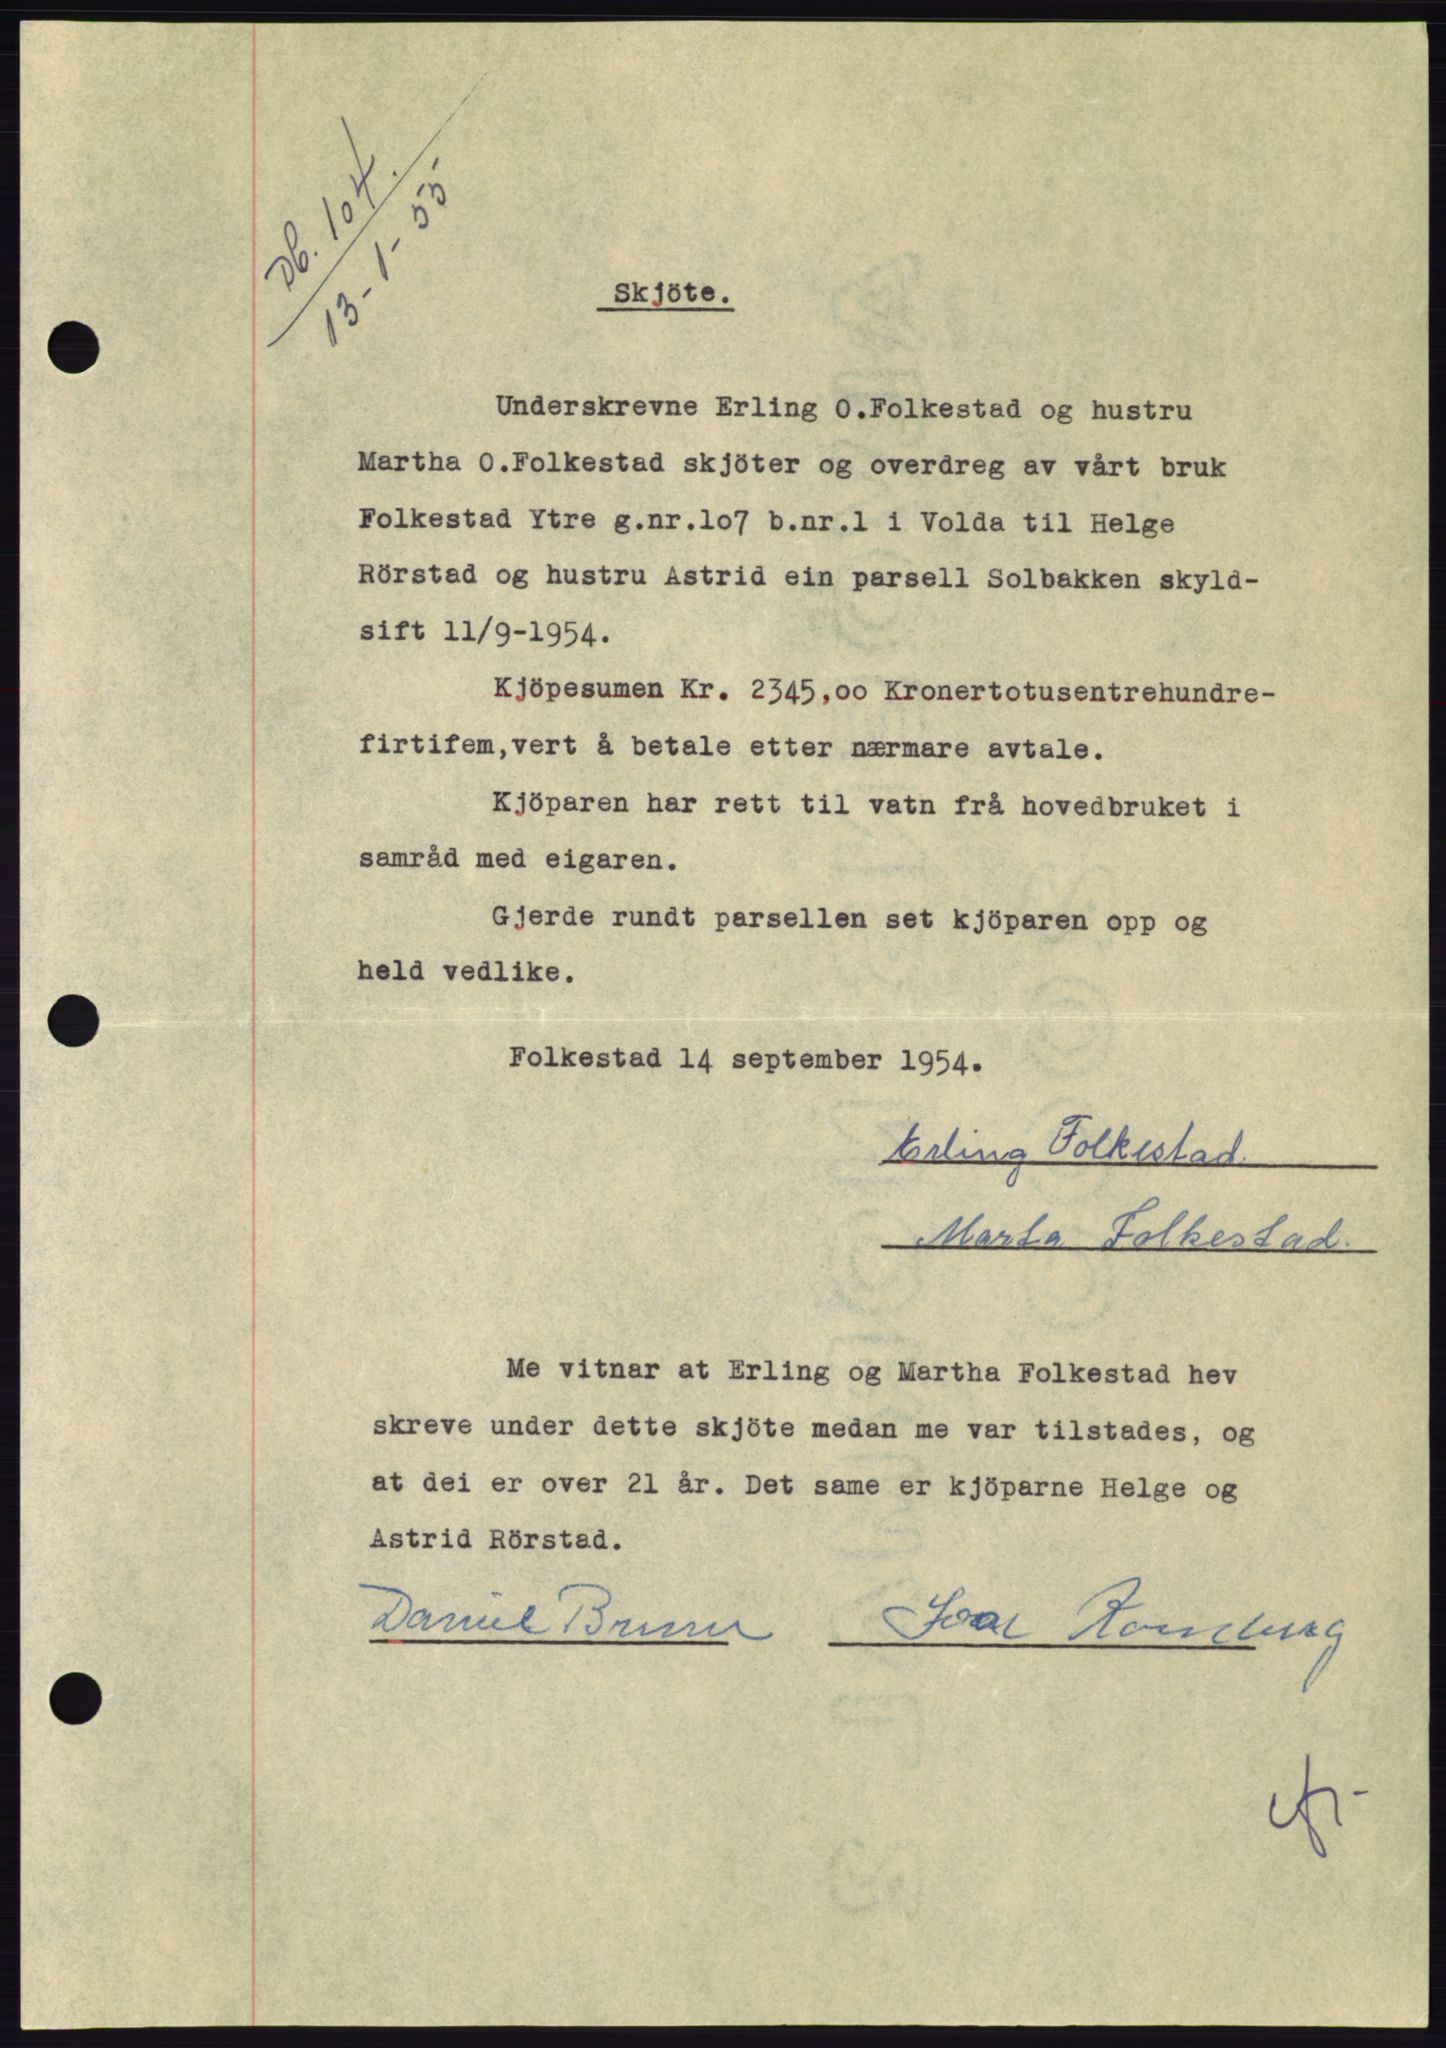 Db. 104.
13-1-55
Skjöte.
Underskrevne Erling O.Folkestad og hustru
Martha O.Folkestad skjöter og overdreg av vårt bruk
Folkestad Ytre g.nr.lo7 b.nr.l i Volda til Helge
Rörstad og hustru Astrid ein parsell Solbakken skyld-
sift 11/9-1954.
Kjöpesumen Kr. 2345,oo Kronertotusentrehundre-
firtifem,vert å betale etter nærmare avtale.
Kjöparen har rett til vatn frå hovedbruket i
samråd med eigaren.
Gjerde rundt parsellen set kjöparen opp og
held vedlike.
Folkestad 14 september 1954.
Erling Folkestad.
Marta Folkestad.
Me vitnar at Erling og Martha Folkestad hev
skreve under dette skjöte medan me var tilstades, og
at dei er over 21 år. Det same er kjöparne Helge og
Astrid Rörstad.
Daniel